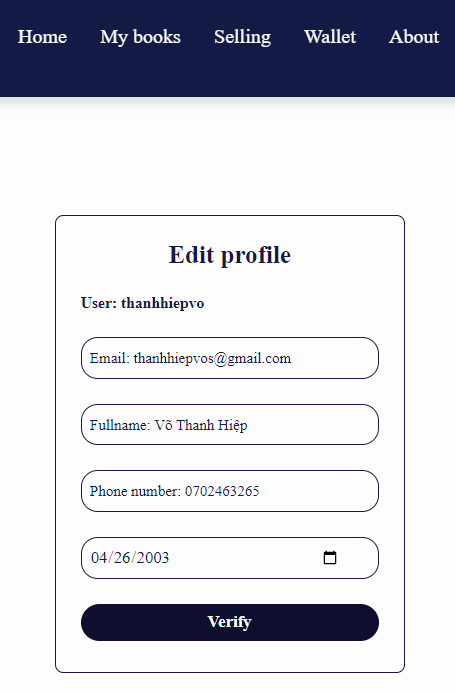 Home My books Selling Wallet About
Edit profile
User: thanhhiepvo
Email: thanhhiepvos@gmail.com
Fullname: Võ Thanh Hiệp
Phone number: 0702463265
04/26/2003
Verify